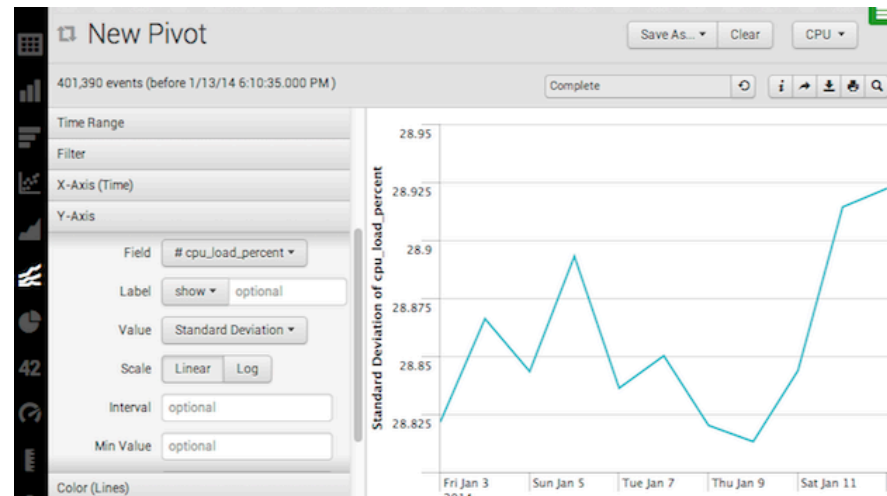 New Pivot
Save As...
Clear
CPU
401,390 events (before 1/13/14 6:10:35.000 PM )
Complete
i
Time Range
Filter
X-Axis (Time)
Y-Axis
Field
# cpu_load_percent
Label
show
optional
Value
Standard Deviation
Scale
Linear
Log
Interval
optional
Min Value
optional
Color (Lines)
42
Standard Deviation of cpu_load_percent
28.95
28.925
28.9
28.875
28.85
28.825
Fri Jan 3
2014
Sun Jan 5
Tue Jan 7
Thu Jan 9
Sat Jan 11